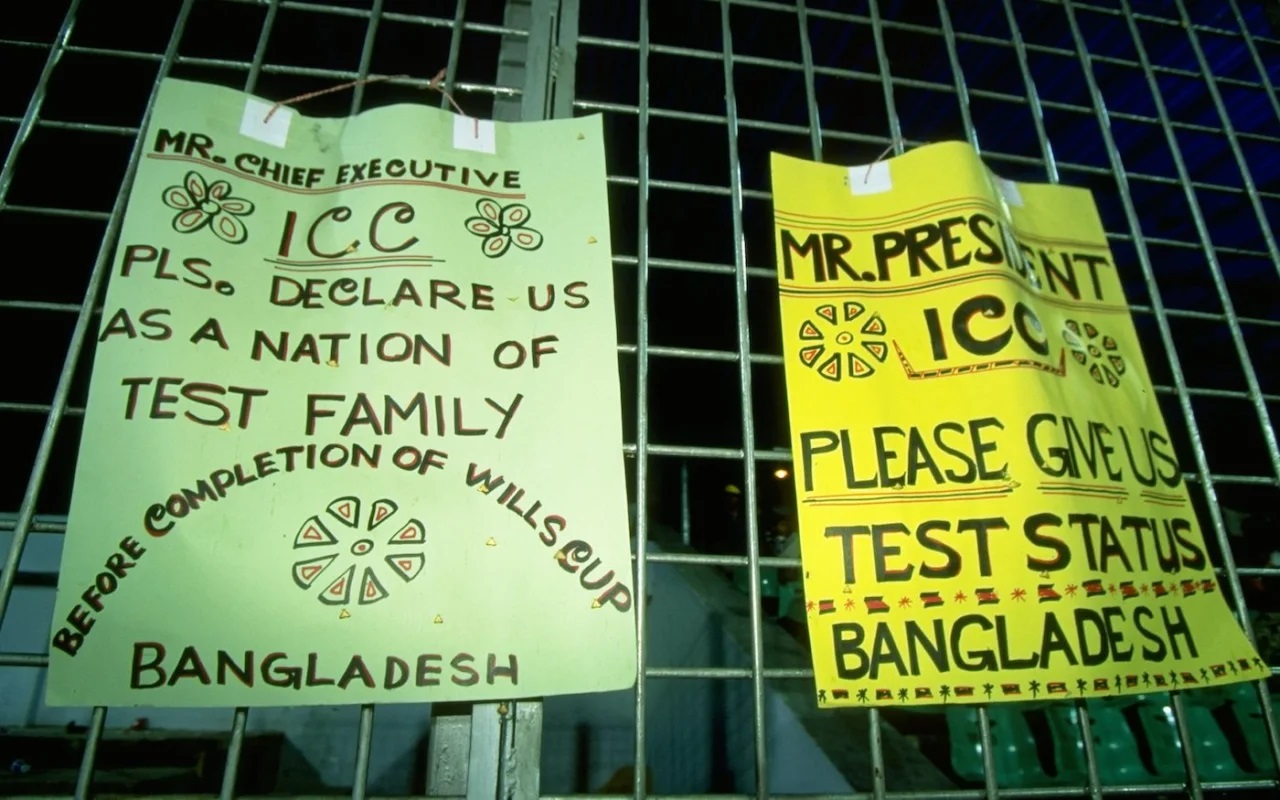 MR. CHIEF EXECUTIVE
ICC
PLS. DECLARE US
AS A NATION OF
TEST FAMILY
BEFORE COMPLETION OF WILLS CUP
BANGLADESH
MR. PRESIDENT
ICC
PLEASE GIVE US
TEST STATUS
BANGLADESH